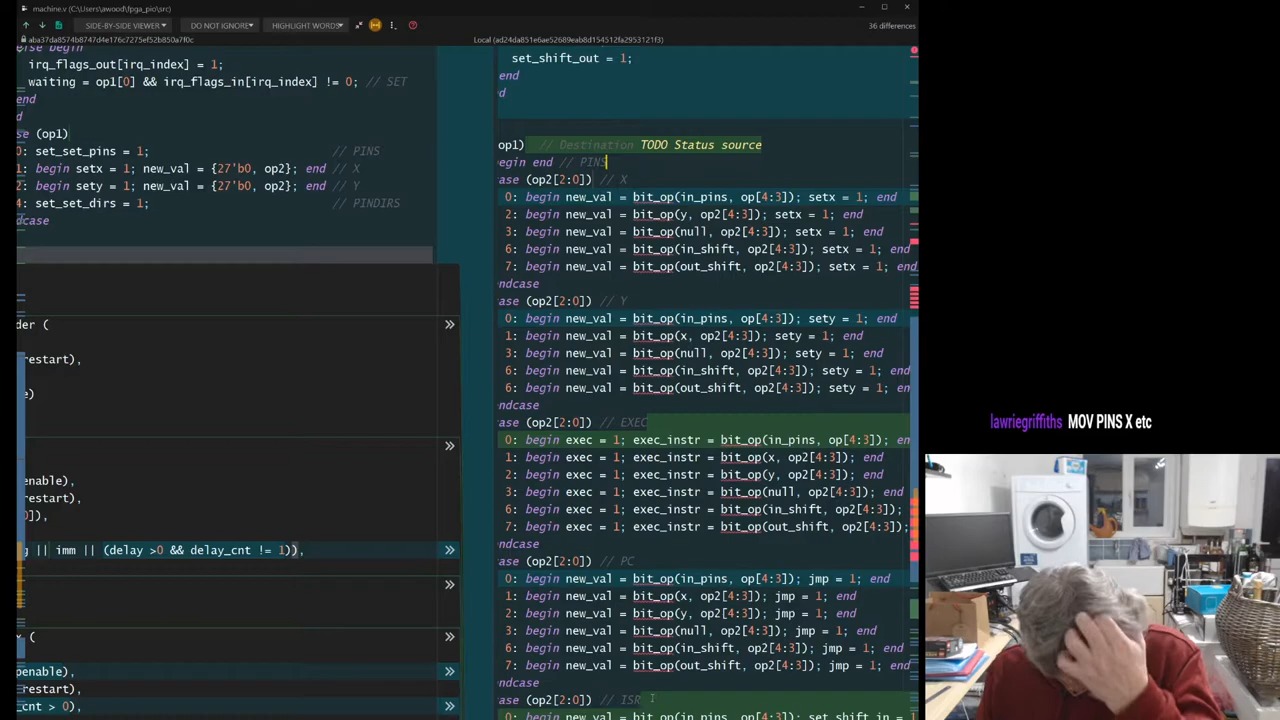 machine.v (C:\Users\awood\fpga_pio\src)
SIDE-BY-SIDE VIEWER
DO NOT IGNORE
HIGHLIGHT WORDS
36 differences
aba37da8574b8747d4e176c7275ef52b850a7f0c
Local (ad24da851e6ae52689eab8d154512fa2953121f3)
else begin
irq_flags_out[irq_index] = .
waiting = op1[0] && irq_flags_in[irq_index] != 0; // SET
end
d
se (op1)
0: set_set_pins = 1; // PINS
1: begin setx = 1; new_val = {27'b0, op2}; end // X
2: begin sety = 1; new_val = {27'b0, op2}; end // Y
4: set_set_dirs = 1; // PINDIRS
dcase
der (
restart),
e)
enable),
restart),
0]),
g || imm || (delay >0 && delay_cnt != 1)),
v (
penable),
_cnt > 0),
set_shift_out = 1;
end
d
op1) // Destination TODO Status source
begin end // PINS
ase (op2[2:0]) // X
0: begin new_val = bit_op(in_pins, op[4:3]); setx = 1; end
2: begin new_val = bit_op(y, op2[4:3]); setx = 1; end
3: begin new_val = bit_op(null, op2[4:3]); setx = 1; end
6: begin new_val = bit_op(in_shift, op2[4:3]); setx = 1; end
7: begin new_val = bit_op(out_shift, op2[4:3]); setx = 1; end
endcase
ase (op2[2:0]) // Y
0: begin new_val = bit_op(in_pins, op[4:3]); sety = 1; end
1: begin new_val = bit_op(x, op2[4:3]); sety = 1; end
3: begin new_val = bit_op(null, op2[4:3]); sety = 1; end
6: begin new_val = bit_op(in_shift, op2[4:3]); sety = 1; end
6: begin new_val = bit_op(out_shift, op2[4:3]); sety = 1; en
endcase
ase (op2[2:0]) // EXEC
0: begin exec = 1; exec_instr = bit_op(in_pins, op[4:3]); en
1: begin exec = 1; exec_instr = bit_op(x, op2[4:3]); end
2: begin exec = 1; exec_instr = bit_op(y, op2[4:3]); end
3: begin exec = 1; exec_instr = bit_op(null, op2[4:3]); end
6: begin exec = 1; exec_instr = bit_op(in_shift, op2[4:3]);
7: begin exec = 1; exec_instr = bit_op(out_shift, op2[4:3]);
endcase
ase (op2[2:0]) // PC
0: begin new_val = bit_op(in_pins, op[4:3]); jmp = 1; end
1: begin new_val = bit_op(x, op2[4:3]); jmp = 1; end
2: begin new_val = bit_op(y, op2[4:3]); jmp = 1; end
3: begin new_val = bit_op(null, op2[4:3]); jmp = 1; end
6: begin new_val = bit_op(in_shift, op2[4:3]); jmp = 1; end
7: begin new_val = bit_op(out_shift, op2[4:3]); jmp = 1; end
endcase
ase (op2[2:0]) // ISR
lawriegriffiths MOV PINS X etc